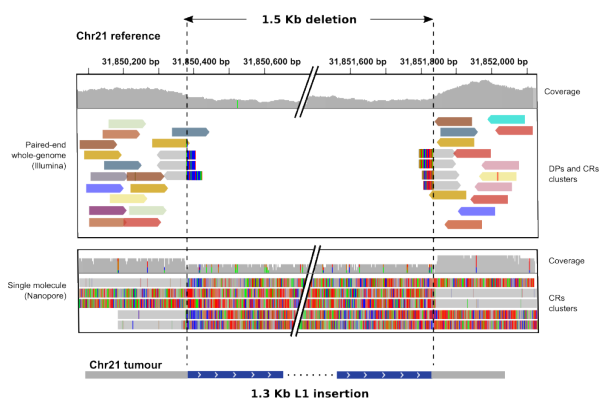 1.5 Kb deletion
Chr21 reference
31,850,200 bp 31,850,400 bp 31,850,600 bp 31,851,600 bp 31,851,800 bp 31,852,000 bp
Coverage
Paired-end
whole-genome
(Illumina)
DPs and CRs
clusters
Coverage
Single molecule
(Nanopore)
CRs
clusters
Chr21 tumour
1.3 Kb L1 insertion